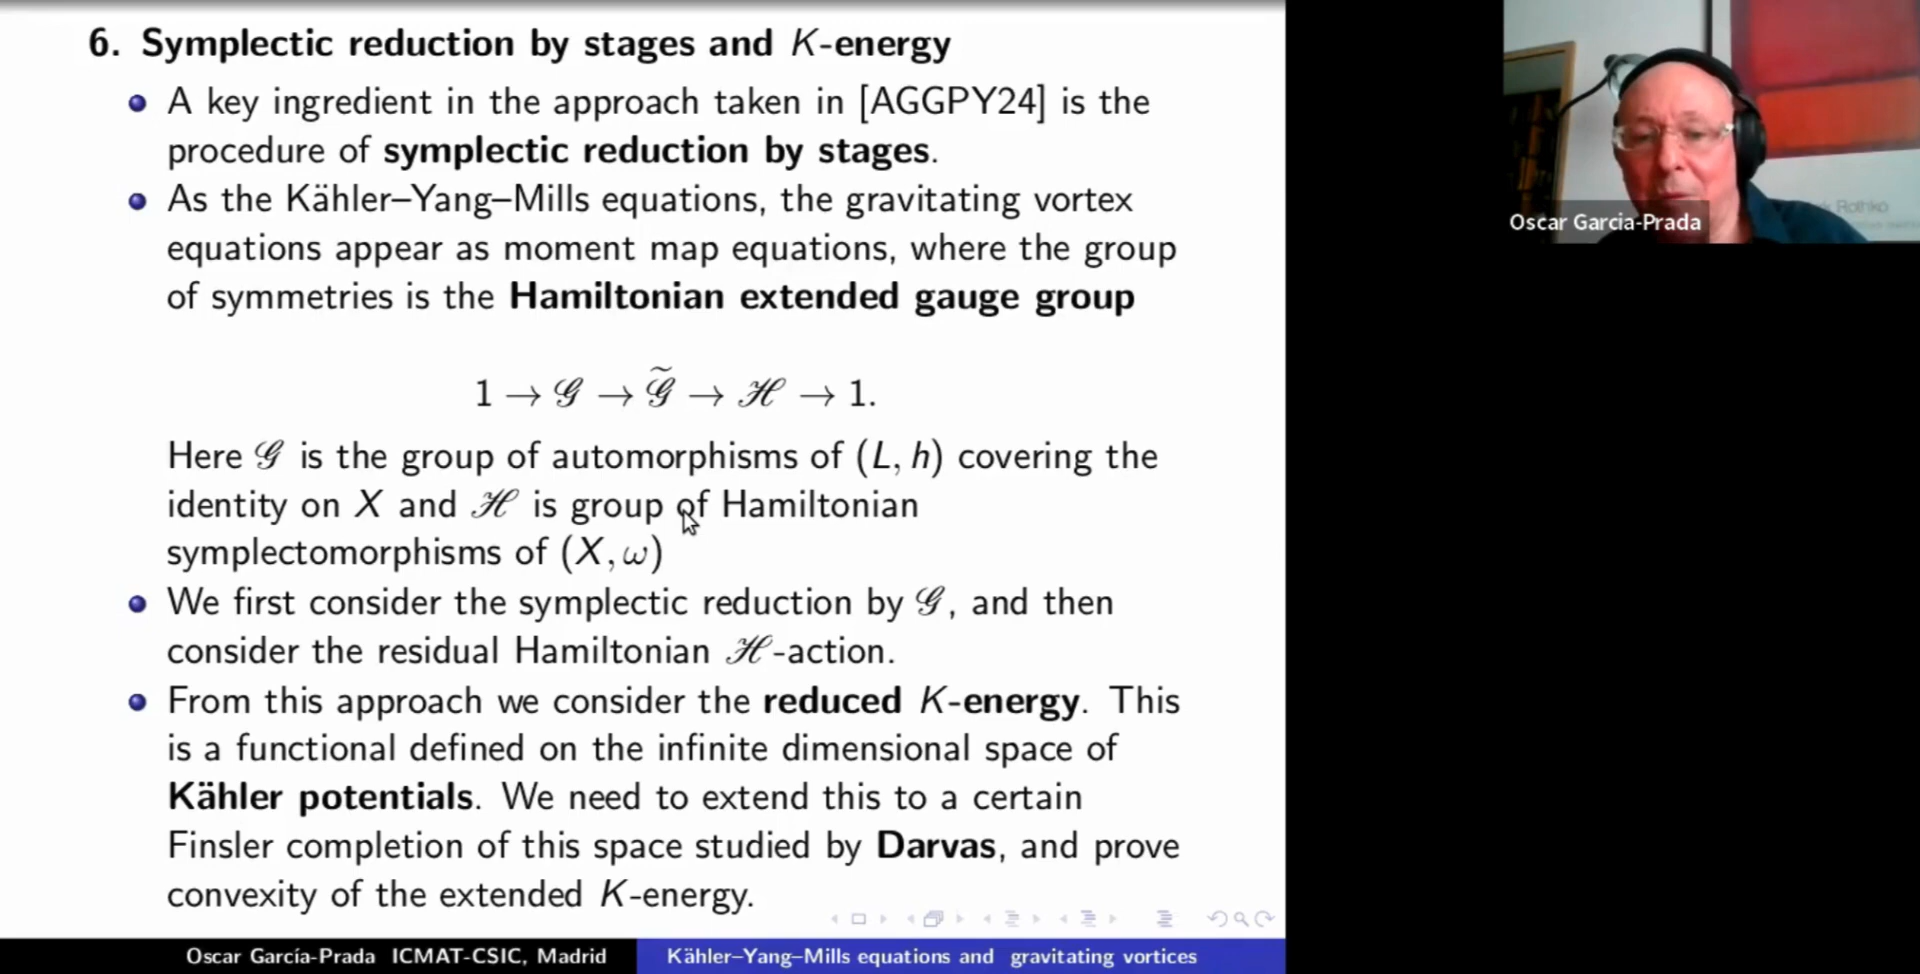 6. Symplectic reduction by stages and K-energy
A key ingredient in the approach taken in [AGGPY24] is the
procedure of symplectic reduction by stages.
As the Kähler–Yang–Mills equations, the gravitating vortex
equations appear as moment map equations, where the group
of symmetries is the Hamiltonian extended gauge group
1 → 𝒢 → 𝒢̃ → ℋ → 1.
Here 𝒢 is the group of automorphisms of (L, h) covering the
identity on X and ℋ is group of Hamiltonian
symplectomorphisms of (X, ω)
We first consider the symplectic reduction by 𝒢, and then
consider the residual Hamiltonian ℋ-action.
From this approach we consider the reduced K-energy. This
is a functional defined on the infinite dimensional space of
Kähler potentials. We need to extend this to a certain
Finsler completion of this space studied by Darvas, and prove
convexity of the extended K-energy.
Oscar García-Prada ICMAT-CSIC, Madrid
Kähler–Yang–Mills equations and gravitating vortices
Rothko
Oscar Garcia-Prada